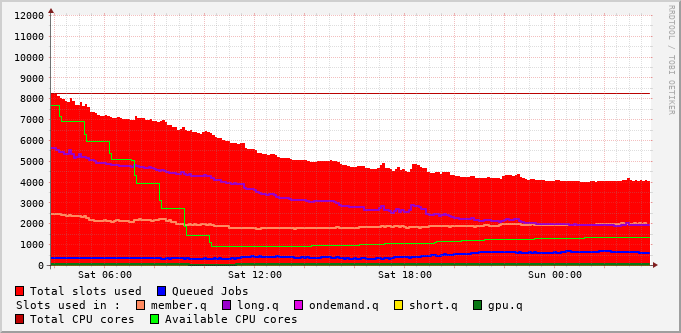 RRDTOOL / TOBI OETIKER
12000
11000
10000
9000
8000
7000
6000
5000
4000
3000
2000
1000
0
Sat 06:00 Sat 12:00 Sat 18:00 Sun 00:00
Total slots used Queued Jobs
Slots used in : member.q long.q ondemand.q short.q gpu.q
Total CPU cores Available CPU cores